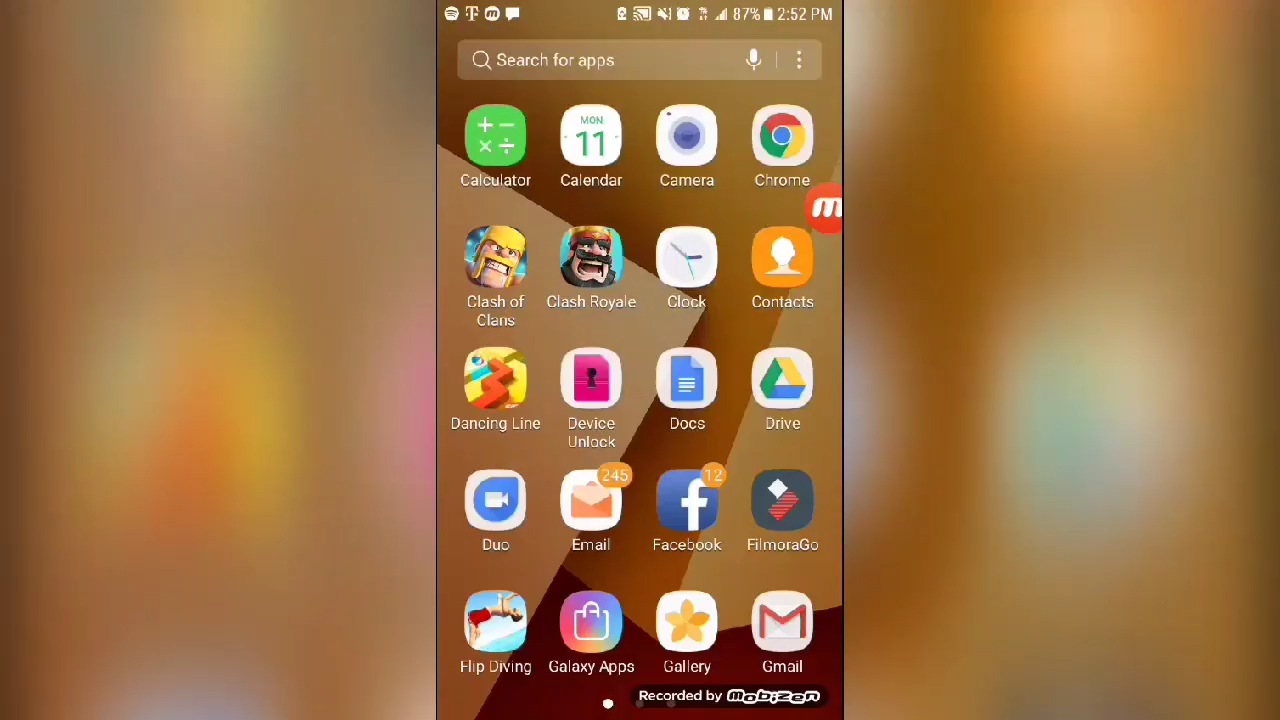 87% 2:52 PM
Search for apps
MON
11
Calculator Calendar Camera Chrome
Clash of Clans Clash Royale Clock Contacts
Dancing Line Device Unlock Docs Drive
245 12
Duo Email Facebook FilmoraGo
Flip Diving Galaxy Apps Gallery Gmail
Recorded by mobizen